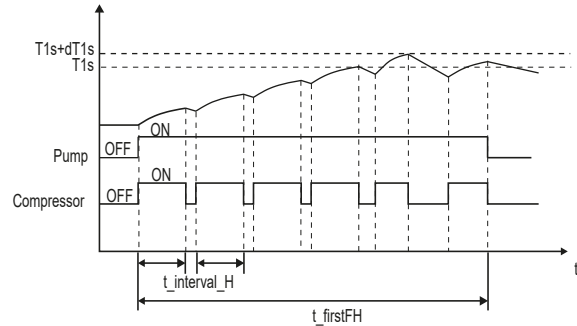 T1s+dT1s
T1s
ON
Pump
OFF
ON
Compressor
OFF
t
t_interval_H
t_firstFH